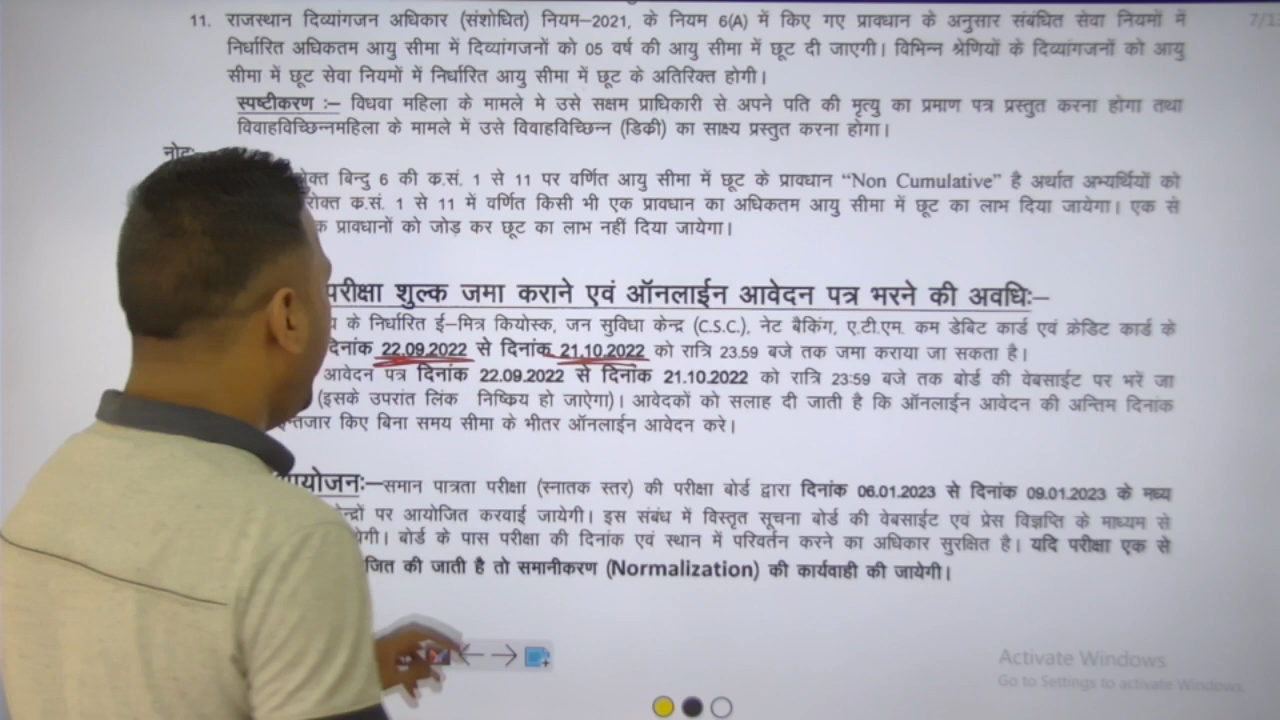 7/1
11. राजस्थान दिव्यांगजन अधिकार (संशोधित) नियम–2021, के नियम 6(A) में किए गए प्रावधान के अनुसार संबंधित सेवा नियमों में
निर्धारित अधिकतम आयु सीमा में दिव्यांगजनों को 05 वर्ष की आयु सीमा में छूट दी जाएगी। विभिन्न श्रेणियों के दिव्यांगजनों को आयु
सीमा में छूट सेवा नियमों में निर्धारित आयु सीमा में छूट के अतिरिक्त होगी।
स्पष्टीकरण :– विधवा महिला के मामले मे उसे सक्षम प्राधिकारी से अपने पति की मृत्यु का प्रमाण पत्र प्रस्तुत करना होगा तथा
विवाहविच्छिन्नमहिला के मामले में उसे विवाहविच्छिन्न (डिक्री) का साक्ष्य प्रस्तुत करना होगा।
नोट
बिन्दु 6 की क्र.सं. 1 से 11 पर वर्णित आयु सीमा में छूट के प्रावधान “Non Cumulative” है अर्थात अभ्यर्थियों को
क्र.सं. 1 से 11 में वर्णित किसी भी एक प्रावधान का अधिकतम आयु सीमा में छूट का लाभ दिया जायेगा। एक से
प्रावधानों को जोड़ कर छूट का लाभ नहीं दिया जायेगा।
परीक्षा शुल्क जमा कराने एवं ऑनलाईन आवेदन पत्र भरने की अवधिः–
के निर्धारित ई–मित्र कियोस्क, जन सुविधा केन्द्र (C.S.C.), नेट बैकिंग, ए.टी.एम. कम डेबिट कार्ड एवं क्रेडिट कार्ड के
दिनांक 22.09.2022 से दिनांक 21.10.2022 को रात्रि 23.59 बजे तक जमा कराया जा सकता है।
आवेदन पत्र दिनांक 22.09.2022 से दिनांक 21.10.2022 को रात्रि 23:59 बजे तक बोर्ड की वेबसाईट पर भरें जा
(इसके उपरांत लिंक निष्क्रिय हो जाऐगा)। आवेदकों को सलाह दी जाती है कि ऑनलाईन आवेदन की अन्तिम दिनांक
किए बिना समय सीमा के भीतर ऑनलाईन आवेदन करे।
योजनः–समान पात्रता परीक्षा (स्नातक स्तर) की परीक्षा बोर्ड द्वारा दिनांक 06.01.2023 से दिनांक 09.01.2023 के मध्य
पर आयोजित करवाई जायेगी। इस संबंध में विस्तृत सूचना बोर्ड की वेबसाईट एवं प्रेस विज्ञप्ति के माध्यम से
बोर्ड के पास परीक्षा की दिनांक एवं स्थान में परिवर्तन करने का अधिकार सुरक्षित है। यदि परीक्षा एक से
की जाती है तो समानीकरण (Normalization) की कार्यवाही की जायेगी।
Activate Windows
Go to Settings to activate Windows.